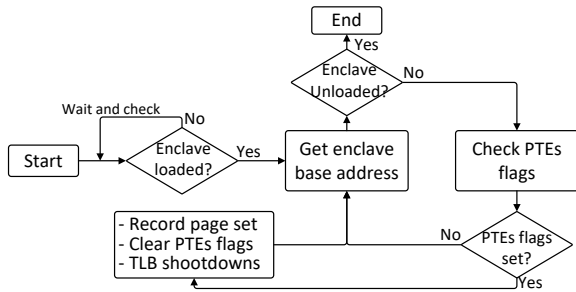 End
Yes
Enclave
Unloaded?
No
Wait and check
No
Start
Enclave
loaded?
Yes
Get enclave
base address
Check PTEs
flags
- Record page set
- Clear PTEs flags
- TLB shootdowns
No
PTEs flags
set?
Yes